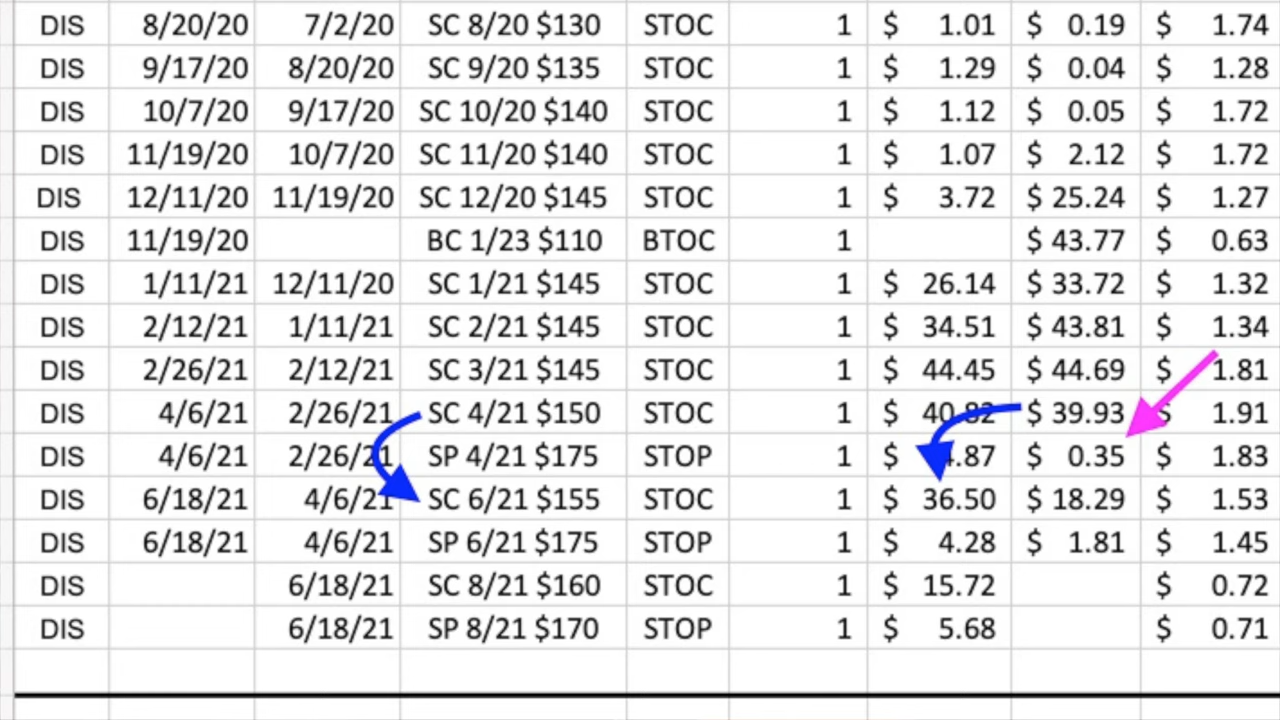 DIS 8/20/20 7/2/20 SC 8/20 $130 STOC 1 $ 1.01 $ 0.19 $ 1.74
DIS 9/17/20 8/20/20 SC 9/20 $135 STOC 1 $ 1.29 $ 0.04 $ 1.28
DIS 10/7/20 9/17/20 SC 10/20 $140 STOC 1 $ 1.12 $ 0.05 $ 1.72
DIS 11/19/20 10/7/20 SC 11/20 $140 STOC 1 $ 1.07 $ 2.12 $ 1.72
DIS 12/11/20 11/19/20 SC 12/20 $145 STOC 1 $ 3.72 $ 25.24 $ 1.27
DIS 11/19/20 BC 1/23 $110 BTOC 1 $ 43.77 $ 0.63
DIS 1/11/21 12/11/20 SC 1/21 $145 STOC 1 $ 26.14 $ 33.72 $ 1.32
DIS 2/12/21 1/11/21 SC 2/21 $145 STOC 1 $ 34.51 $ 43.81 $ 1.34
DIS 2/26/21 2/12/21 SC 3/21 $145 STOC 1 $ 44.45 $ 44.69 $ 1.81
DIS 4/6/21 2/26/21 SC 4/21 $150 STOC 1 $ 40.82 $ 39.93 $ 1.91
DIS 4/6/21 2/26/21 SP 4/21 $175 STOP 1 $ $ 0.35 $ 1.83
DIS 6/18/21 4/6/21 SC 6/21 $155 STOC 1 $ 36.50 $ 18.29 $ 1.53
DIS 6/18/21 4/6/21 SP 6/21 $175 STOP 1 $ 4.28 $ 1.81 $ 1.45
DIS 6/18/21 SC 8/21 $160 STOC 1 $ 15.72 $ 0.72
DIS 6/18/21 SP 8/21 $170 STOP 1 $ 5.68 $ 0.71